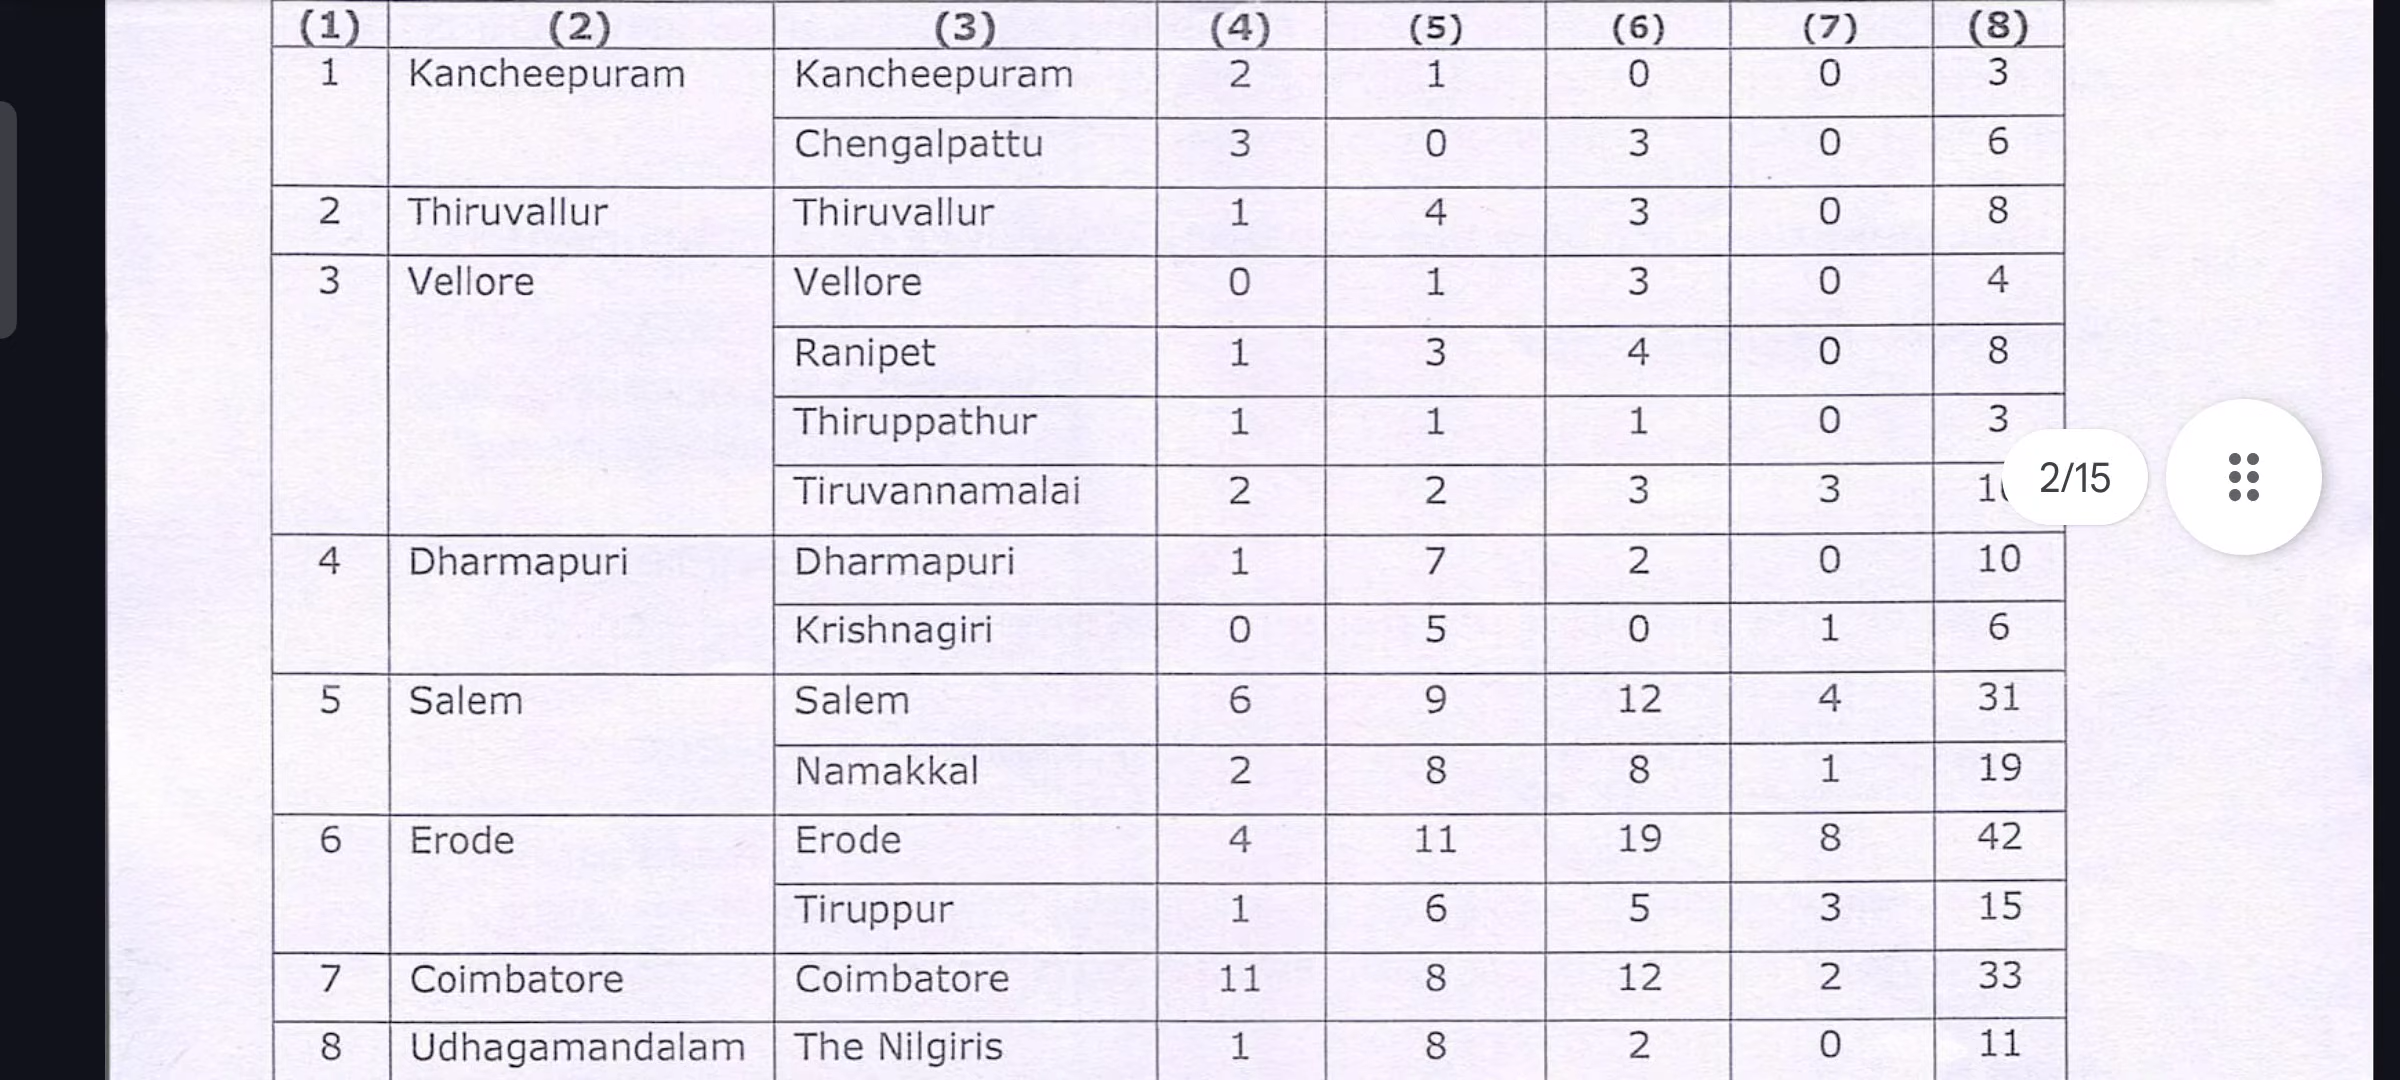 (1) (2) (3) (4) (5) (6) (7) (8)
1 Kancheepuram Kancheepuram 2 1 0 0 3
Chengalpattu 3 0 3 0 6
2 Thiruvallur Thiruvallur 1 4 3 0 8
3 Vellore Vellore 0 1 3 0 4
Ranipet 1 3 4 0 8
Thiruppathur 1 1 1 0 3
Tiruvannamalai 2 2 3 3
2/15
4 Dharmapuri Dharmapuri 1 7 2 0 10
Krishnagiri 0 5 0 1 6
5 Salem Salem 6 9 12 4 31
Namakkal 2 8 8 1 19
6 Erode Erode 4 11 19 8 42
Tiruppur 1 6 5 3 15
7 Coimbatore Coimbatore 11 8 12 2 33
8 Udhagamandalam The Nilgiris 1 8 2 0 11